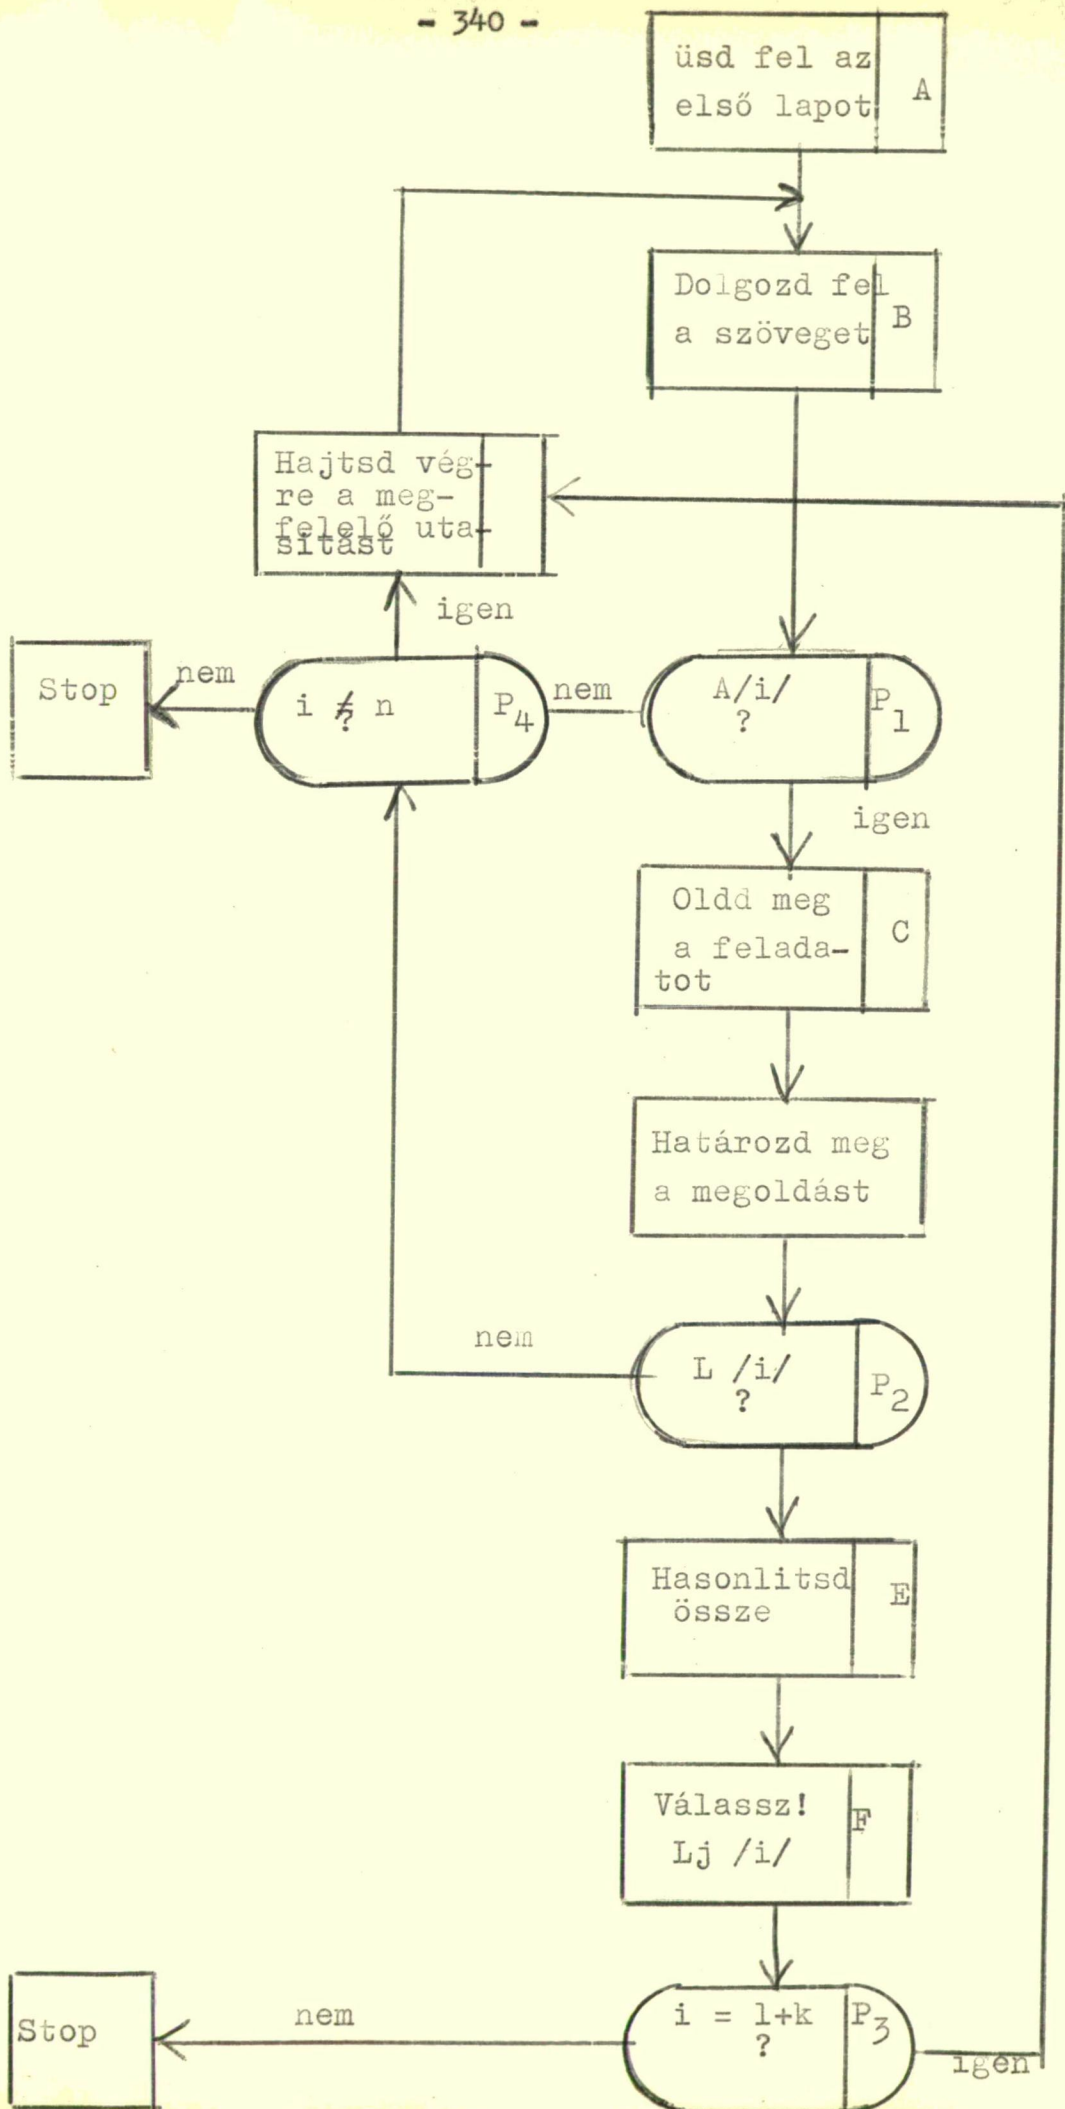 - 340 -
üsd fel az
első lapot
A
Dolgozd fel
a szöveget
B
Hajtsd vég-
re a meg-
felelő uta-
sitást
igen
Stop
nem
i ≠ n
?
P4
nem
A/i/
?
P1
igen
Oldd meg
a felada-
tot
C
Határozd meg
a megoldást
nem
L /i/
?
P2
Hasonlitsd
össze
E
Válassz!
Lj /i/
F
Stop
nem
i = l+k
?
P3
igen